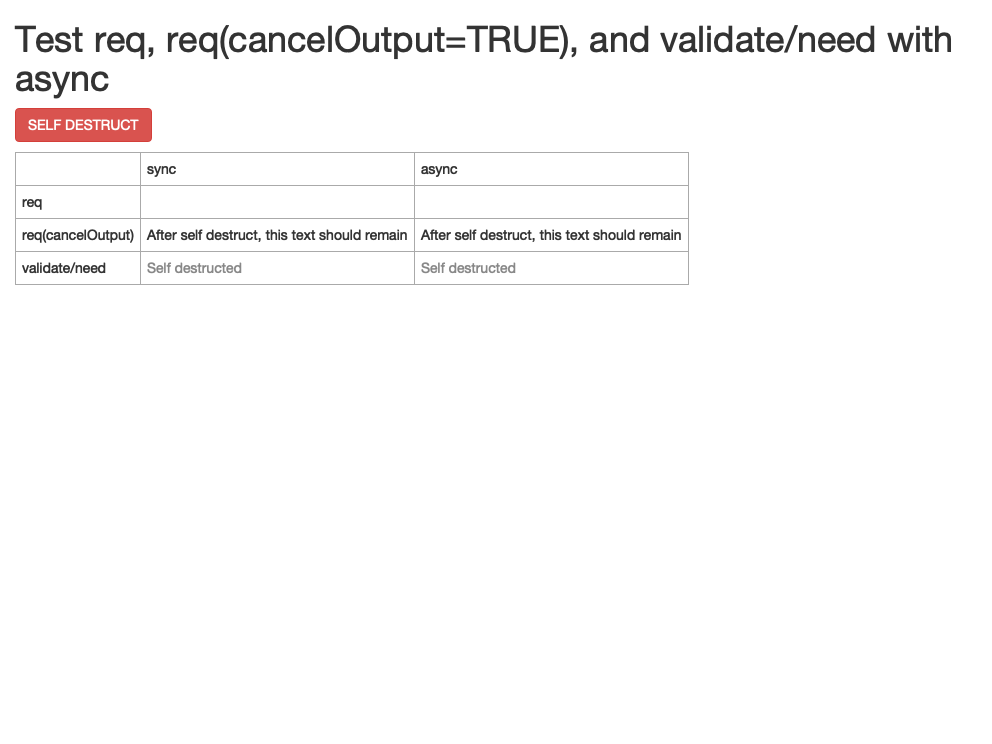 Test req, req(cancelOutput=TRUE), and validate/need with
async
SELF DESTRUCT
sync async
req
req(cancelOutput) After self destruct, this text should remain After self destruct, this text should remain
validate/need Self destructed Self destructed